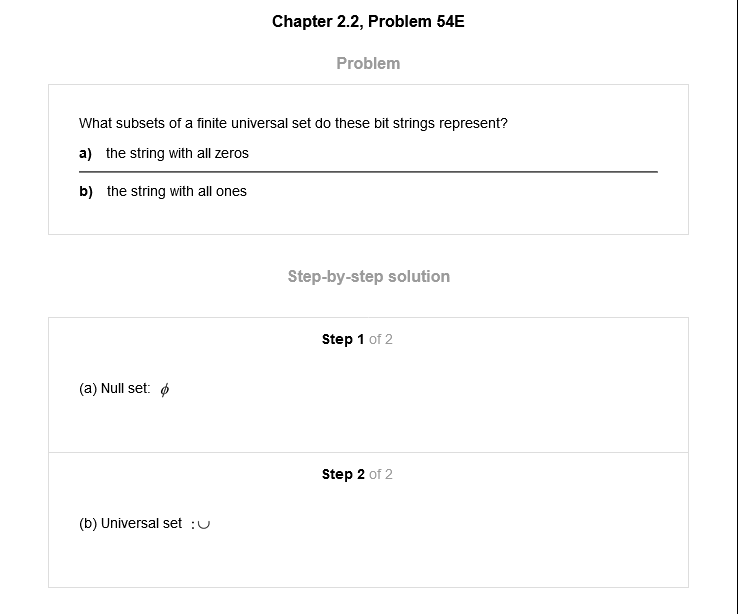 Chapter 2.2, Problem 54E
Problem
What subsets of a finite universal set do these bit strings represent?
a) the string with all zeros
b) the string with all ones
Step-by-step solution
Step 1 of 2
(a) Null set: ϕ
Step 2 of 2
(b) Universal set :∪